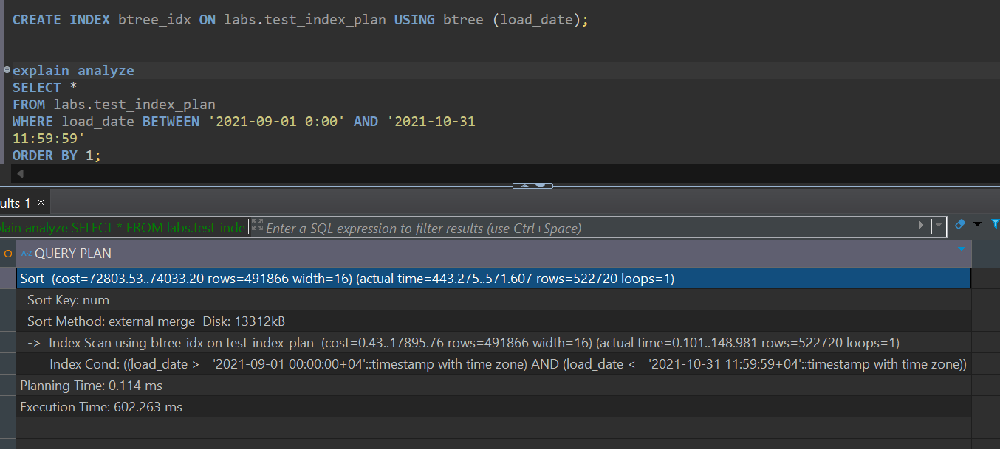 CREATE INDEX btree_idx ON labs.test_index_plan USING btree (load_date);
explain analyze
SELECT *
FROM labs.test_index_plan
WHERE load_date BETWEEN '2021-09-01 0:00' AND '2021-10-31
11:59:59'
ORDER BY 1;
ults 1 ×
lain analyze SELECT * FROM labs.test_inde Enter a SQL expression to filter results (use Ctrl+Space)
A-Z QUERY PLAN
Sort (cost=72803.53..74033.20 rows=491866 width=16) (actual time=443.275..571.607 rows=522720 loops=1)
Sort Key: num
Sort Method: external merge Disk: 13312kB
-> Index Scan using btree_idx on test_index_plan (cost=0.43..17895.76 rows=491866 width=16) (actual time=0.101..148.981 rows=522720 loops=1)
Index Cond: ((load_date >= '2021-09-01 00:00:00+04'::timestamp with time zone) AND (load_date <= '2021-10-31 11:59:59+04'::timestamp with time zone))
Planning Time: 0.114 ms
Execution Time: 602.263 ms